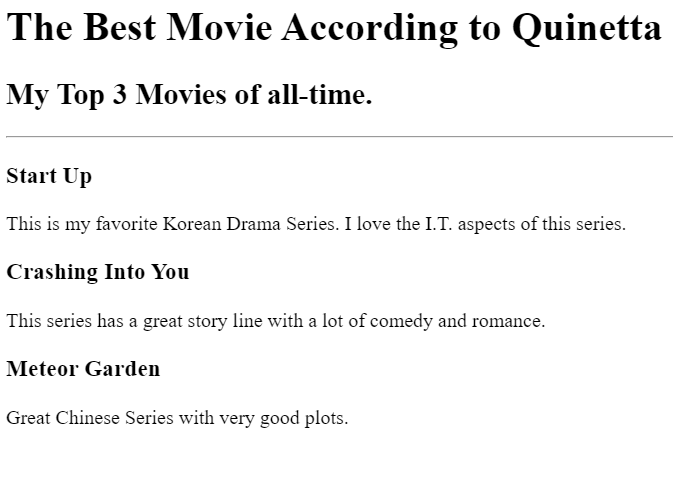 The Best Movie According to Quinetta
My Top 3 Movies of all-time.
Start Up
This is my favorite Korean Drama Series. I love the I.T. aspects of this series.
Crashing Into You
This series has a great story line with a lot of comedy and romance.
Meteor Garden
Great Chinese Series with very good plots.